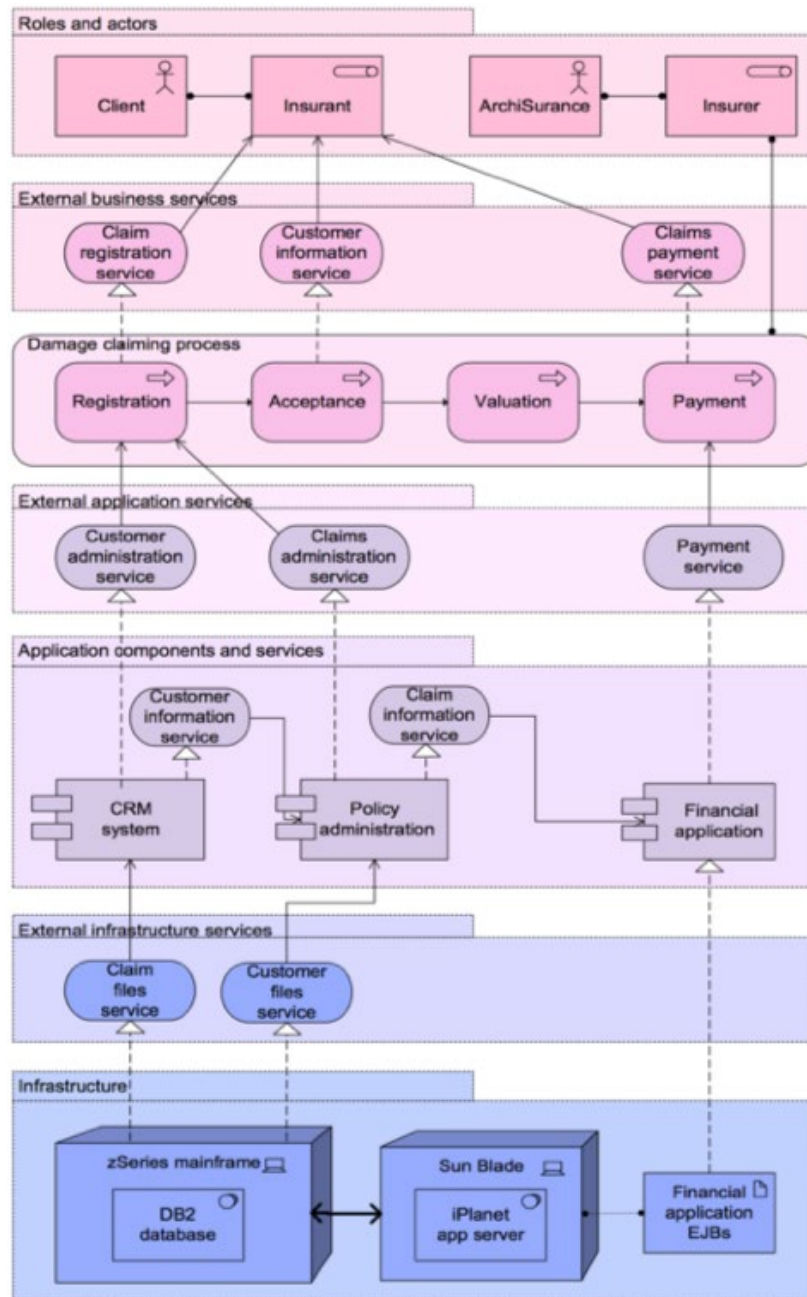 Roles and actors
Client
Insurant
ArchiSurance
Insurer
External business services
Claim
registration
service
Customer
information
service
Claims
payment
service
Damage claiming process
Registration
Acceptance
Valuation
Payment
External application services
Customer
administration
service
Claims
administration
service
Payment
service
Application components and services
Customer
information
service
Claim
information
service
CRM
system
Policy
administration
Financial
application
External infrastructure services
Claim
files
service
Customer
files
service
Infrastructure
zSeries mainframe
DB2
database
Sun Blade
iPlanet
app server
Financial
application
EJBs